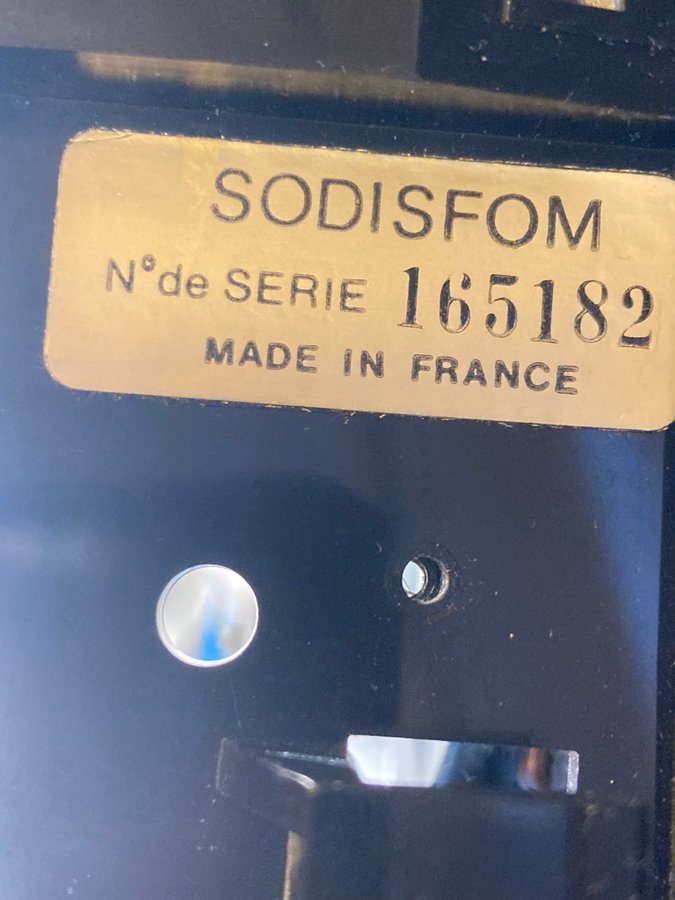 SODISFOM
N°de SERIE 165182
MADE IN FRANCE